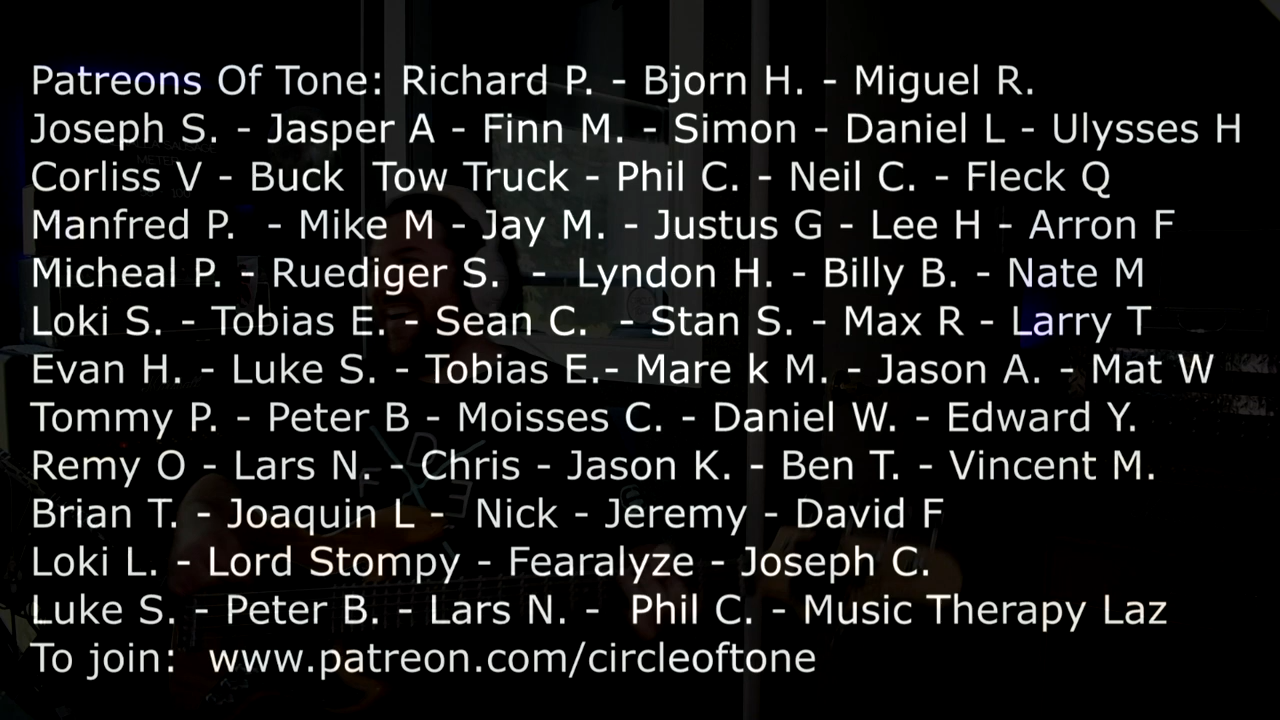 Patreons Of Tone: Richard P. - Bjorn H. - Miguel R.
Joseph S. - Jasper A - Finn M. - Simon - Daniel L - Ulysses H
Corliss V - Buck  Tow Truck - Phil C. - Neil C. - Fleck Q
Manfred P.  - Mike M - Jay M. - Justus G - Lee H - Arron F
Micheal P. - Ruediger S.  -  Lyndon H. - Billy B. - Nate M
Loki S. - Tobias E. - Sean C.  - Stan S. - Max R - Larry T
Evan H. - Luke S. - Tobias E.- Mare k M. - Jason A. - Mat W
Tommy P. - Peter B - Moisses C. - Daniel W. - Edward Y.
Remy O - Lars N.  - Chris - Jason K. - Ben T. - Vincent M.
Brian T. - Joaquin L -  Nick - Jeremy - David F
Loki L. - Lord Stompy - Fearalyze - Joseph C.
Luke S. - Peter B. - Lars N. -  Phil C. - Music Therapy Laz
To join:  www.patreon.com/circleoftone